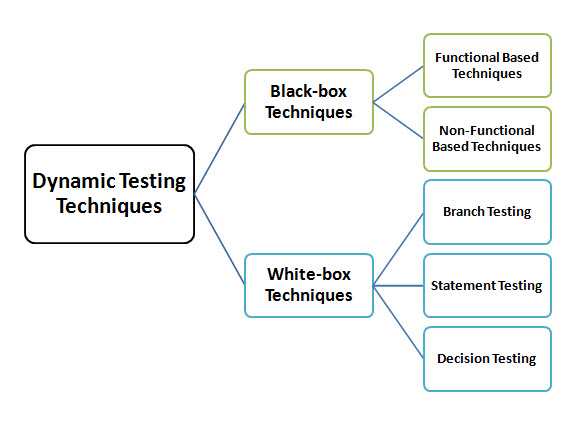 Dynamic Testing
Techniques
Black-box
Techniques
Functional Based
Techniques
Non-Functional
Based Techniques
White-box
Techniques
Branch Testing
Statement Testing
Decision Testing